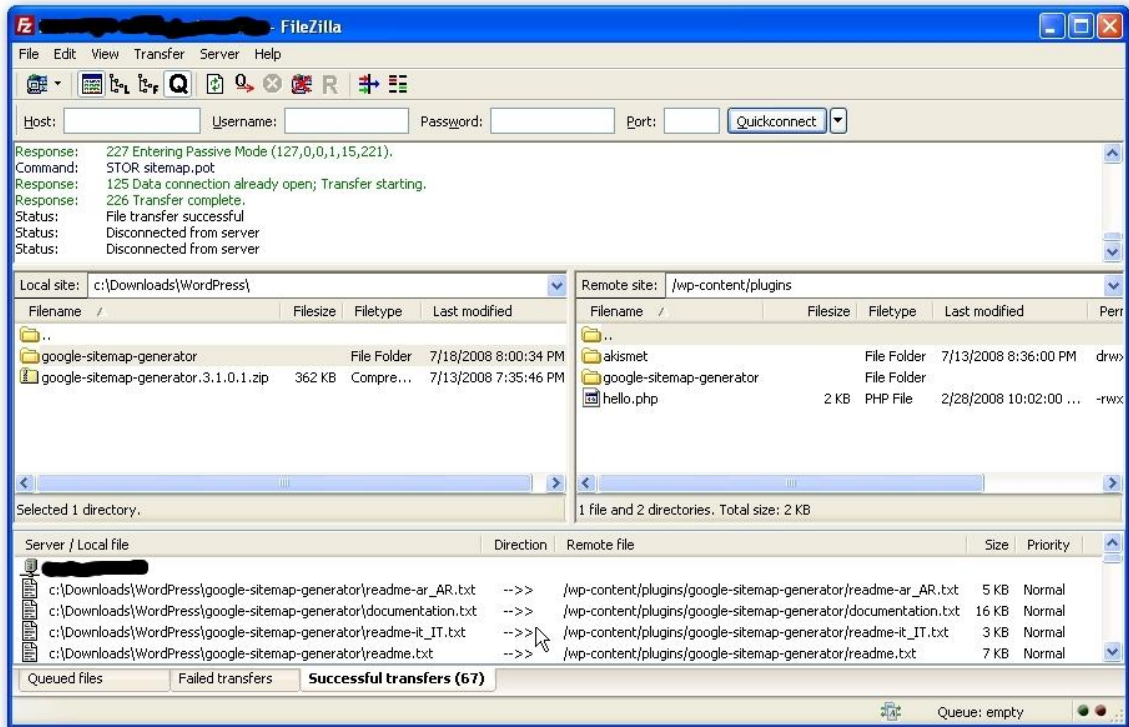 - FileZilla
File Edit View Transfer Server Help
Host: Username: Password: Port: Quickconnect
Response: 227 Entering Passive Mode (127,0,0,1,15,221).
Command: STOR sitemap.pot
Response: 125 Data connection already open; Transfer starting.
Response: 226 Transfer complete.
Status: File transfer successful
Status: Disconnected from server
Status: Disconnected from server
Local site: c:\Downloads\WordPress\
Filename / Filesize Filetype Last modified
..
google-sitemap-generator File Folder 7/18/2008 8:00:34 PM
google-sitemap-generator.3.1.0.1.zip 362 KB Compre... 7/13/2008 7:35:46 PM
Selected 1 directory.
Remote site: /wp-content/plugins
Filename / Filesize Filetype Last modified Perr
..
akismet File Folder 7/13/2008 8:36:00 PM drwx
google-sitemap-generator File Folder
hello.php 2 KB PHP File 2/28/2008 10:02:00 ... -rwx
1 file and 2 directories. Total size: 2 KB
Server / Local file Direction Remote file Size Priority
c:\Downloads\WordPress\google-sitemap-generator\readme-ar_AR.txt -->> /wp-content/plugins/google-sitemap-generator/readme-ar_AR.txt 5 KB Normal
c:\Downloads\WordPress\google-sitemap-generator\documentation.txt -->> /wp-content/plugins/google-sitemap-generator/documentation.txt 16 KB Normal
c:\Downloads\WordPress\google-sitemap-generator\readme-it_IT.txt -->> /wp-content/plugins/google-sitemap-generator/readme-it_IT.txt 3 KB Normal
c:\Downloads\WordPress\google-sitemap-generator\readme.txt -->> /wp-content/plugins/google-sitemap-generator/readme.txt 7 KB Normal
Queued files Failed transfers Successful transfers (67)
Queue: empty